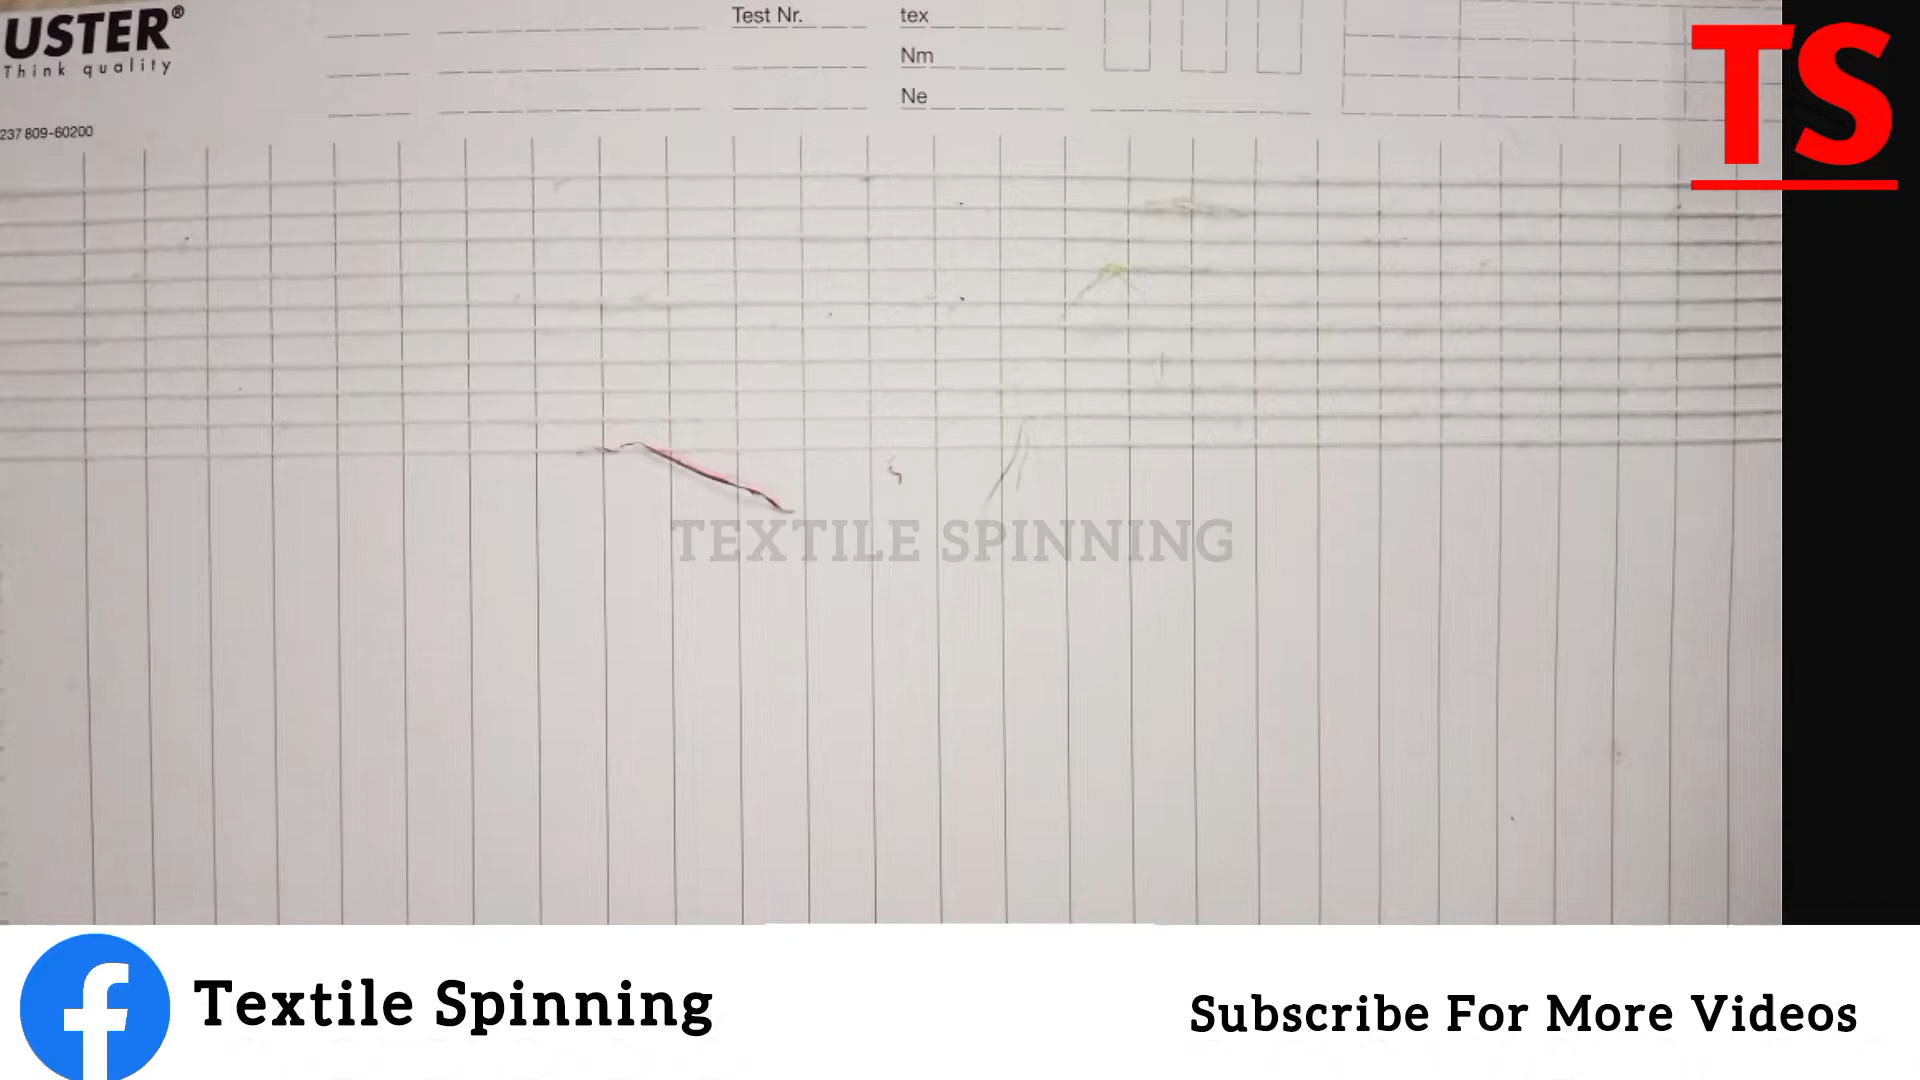 USTER®
Think quality
237 809-60200
Test Nr.
tex
Nm
Ne
TS
TEXTILE SPINNING
Textile Spinning
Subscribe For More Videos